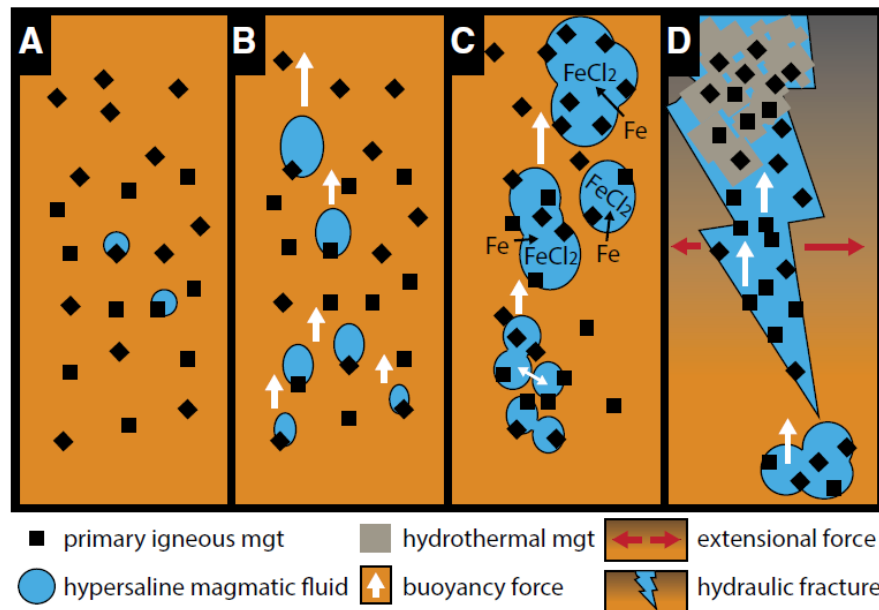 A
B
C
D
FeCl₂
Fe
FeCl₂
Fe
FeCl₂
Fe
primary igneous mgt
hydrothermal mgt
extensional force
hypersaline magmatic fluid
buoyancy force
hydraulic fracture